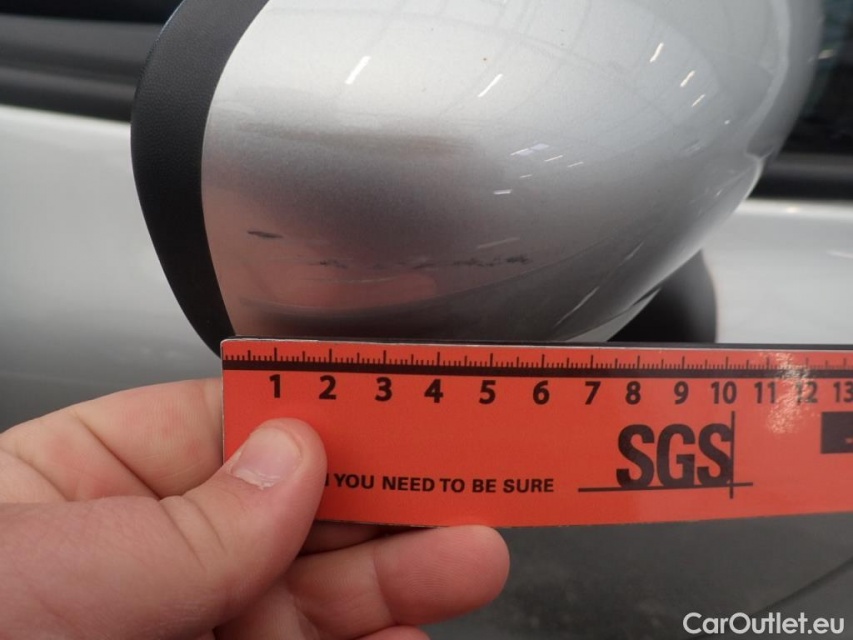 1 2 3 4 5 6 7 8 9 10 11 12 13
SGS
YOU NEED TO BE SURE
CarOutlet.eu